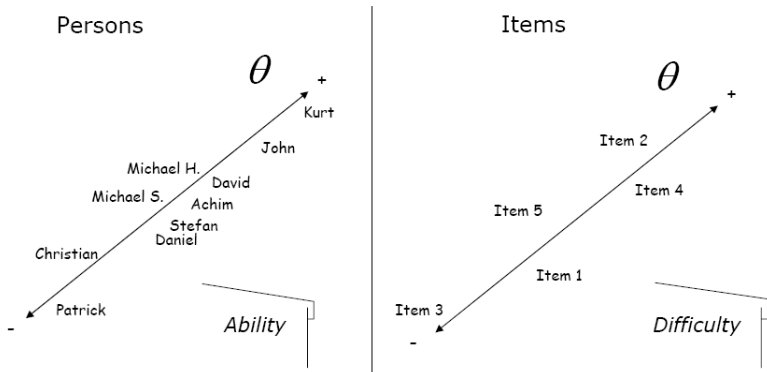 Persons
θ
+
Kurt
John
Michael H.
David
Michael S.
Achim
Stefan
Daniel
Christian
Patrick
-
Ability
Items
θ
+
Item 2
Item 4
Item 5
Item 1
Item 3
-
Difficulty